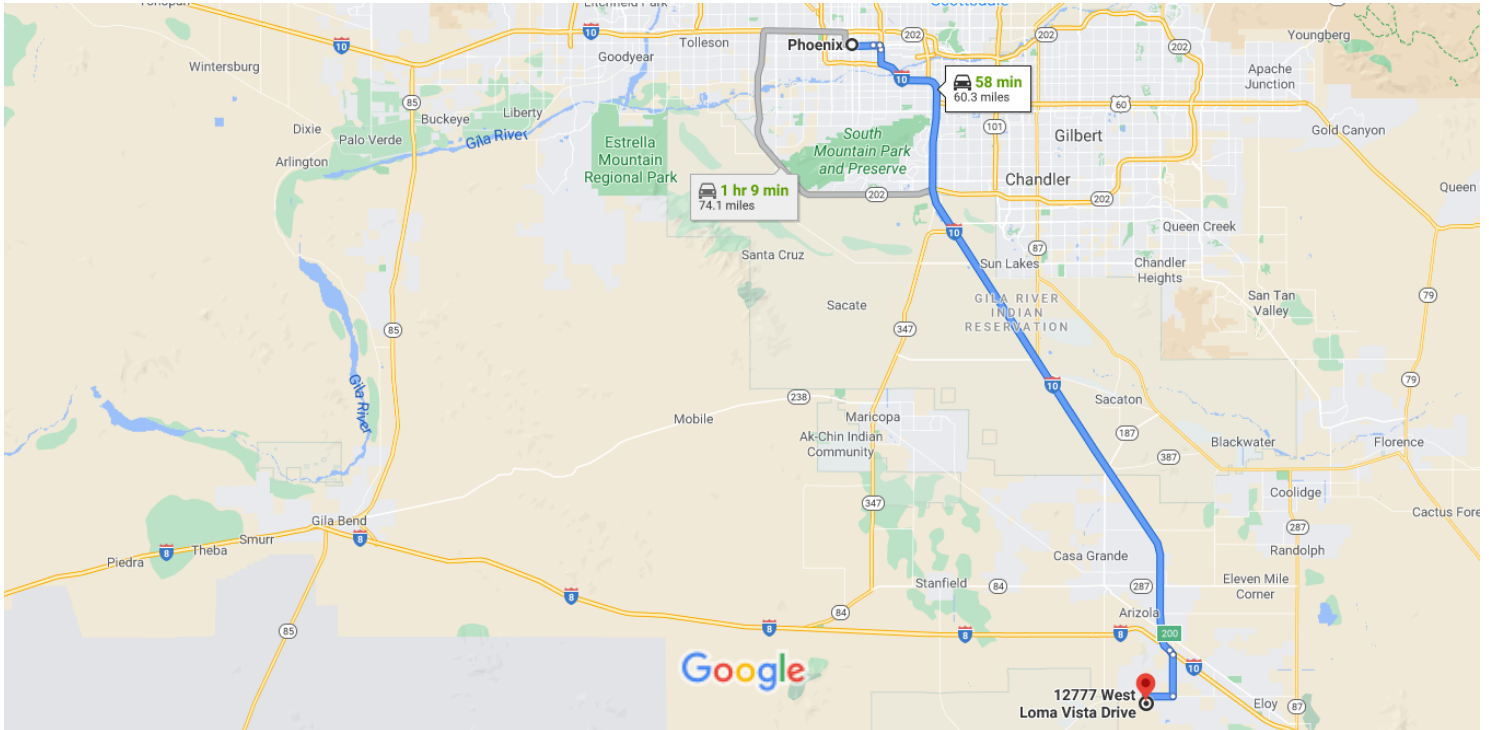 Scottsdale
10
10
Tolleson
Phoenix
202
202
Youngberg
Goodyear
202
Wintersburg
58 min
60.3 miles
10
Apache
Junction
85
Buckeye
Liberty
60
Dixie
Palo Verde
Gila River
Estrella
Mountain
Regional Park
South
Mountain Park
and Preserve
101
Gilbert
Gold Canyon
Arlington
1 hr 9 min
74.1 miles
202
Chandler
202
Queen
10
Queen Creek
Santa Cruz
87
Sun Lakes
Chandler
Heights
Sacate
GILA RIVER
INDIAN
RESERVATION
San Tan
Valley
79
85
347
Gila River
10
79
238
Sacaton
Mobile
Maricopa
Ak-Chin Indian
Community
187
387
Blackwater
Florence
347
Coolidge
Gila Bend
287
Cactus Fore
Smurr
Theba
8
8
Piedra
Casa Grande
Randolph
Stanfield
84
287
Eleven Mile
Corner
8
84
Arizola
85
8
8
8
200
Google
10
12777 West
Loma Vista Drive
Eloy
87